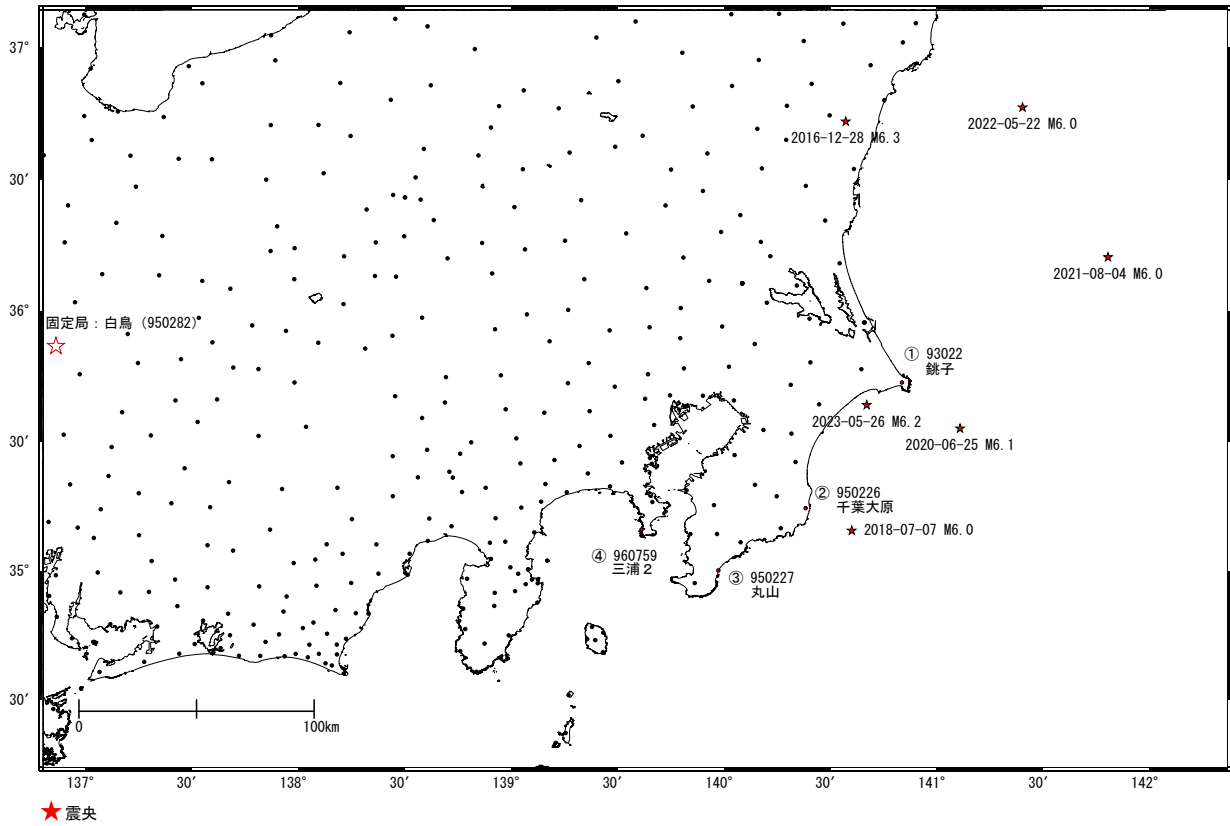 37°
2022-05-22 M6.0
2016-12-28 M6.3
30′
2021-08-04 M6.0
36°
固定局：白鳥（950282）
① 93022
銚子
2023-05-26 M6.2
30′
2020-06-25 M6.1
② 950226
千葉大原
2018-07-07 M6.0
④ 960759
三浦２
35°
③ 950227
丸山
30′
0
100km
137°
30′
138°
30′
139°
30′
140°
30′
141°
30′
142°
★震央